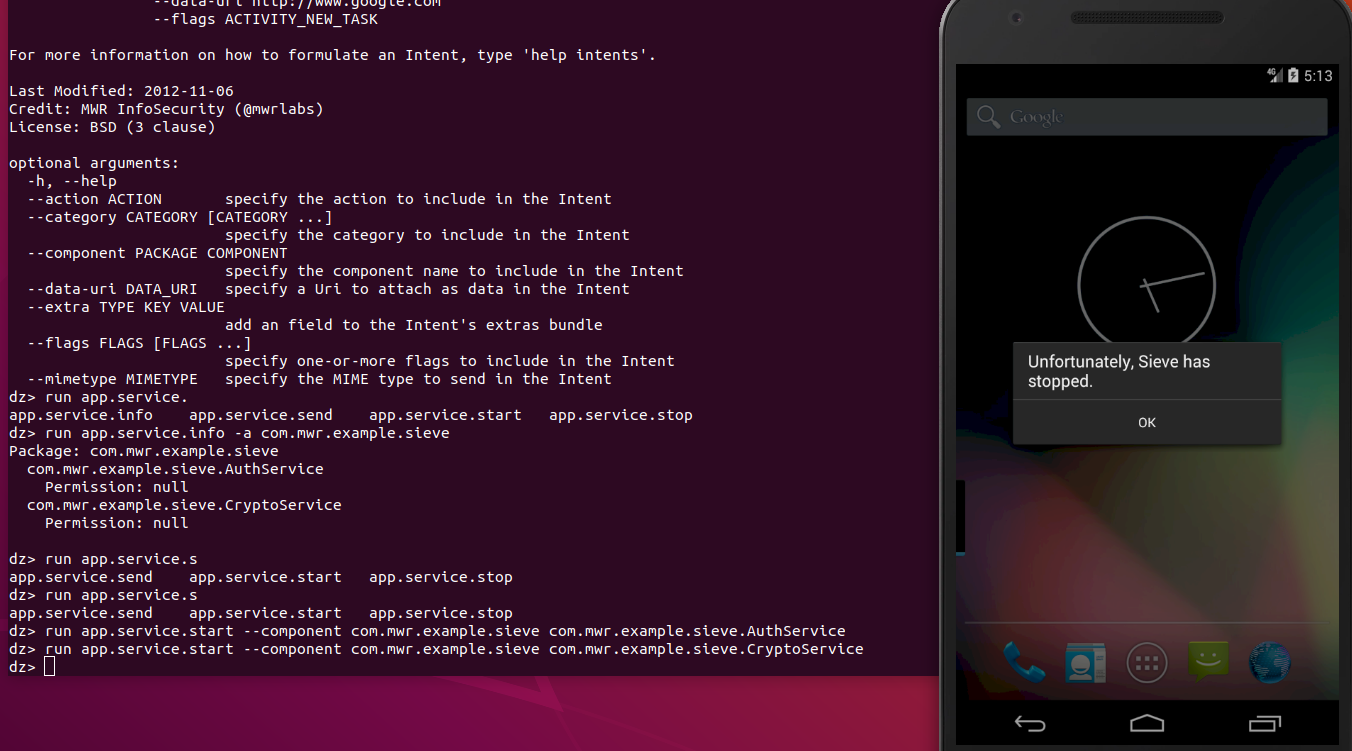 --data-uri http://www.google.com
--flags ACTIVITY_NEW_TASK
For more information on how to formulate an Intent, type 'help intents'.
Last Modified: 2012-11-06
Credit: MWR InfoSecurity (@mwrlabs)
License: BSD (3 clause)
optional arguments:
-h, --help
--action ACTION specify the action to include in the Intent
--category CATEGORY [CATEGORY ...]
specify the category to include in the Intent
--component PACKAGE COMPONENT
specify the component name to include in the Intent
--data-uri DATA_URI specify a Uri to attach as data in the Intent
--extra TYPE KEY VALUE
add an field to the Intent's extras bundle
--flags FLAGS [FLAGS ...]
specify one-or-more flags to include in the Intent
--mimetype MIMETYPE specify the MIME type to send in the Intent
dz> run app.service.
app.service.info app.service.send app.service.start app.service.stop
dz> run app.service.info -a com.mwr.example.sieve
Package: com.mwr.example.sieve
com.mwr.example.sieve.AuthService
Permission: null
com.mwr.example.sieve.CryptoService
Permission: null
dz> run app.service.s
app.service.send app.service.start app.service.stop
dz> run app.service.s
app.service.send app.service.start app.service.stop
dz> run app.service.start --component com.mwr.example.sieve com.mwr.example.sieve.AuthService
dz> run app.service.start --component com.mwr.example.sieve com.mwr.example.sieve.CryptoService
dz>
4G 5:13
Google
Unfortunately, Sieve has
stopped.
OK